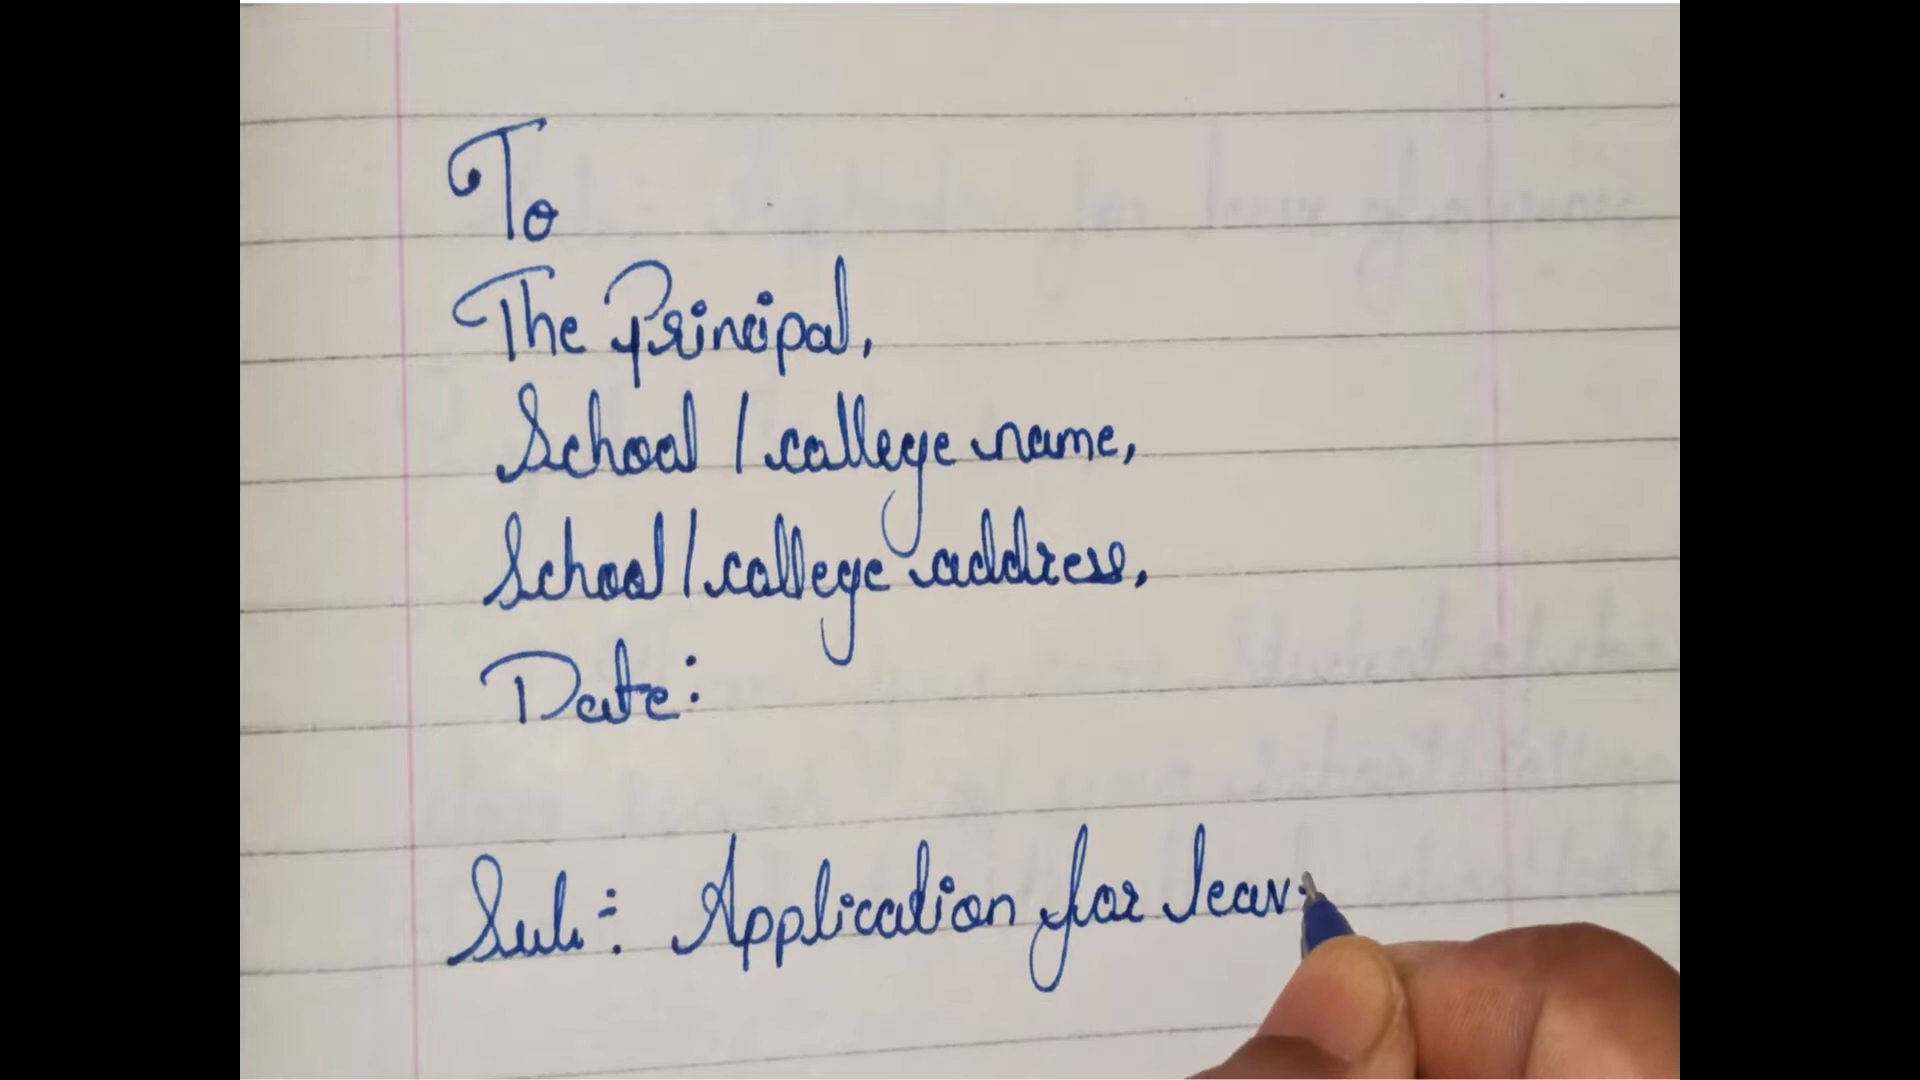 To
The Principal,
School / college name,
School / college address,
Date:
Sub: Application for leav